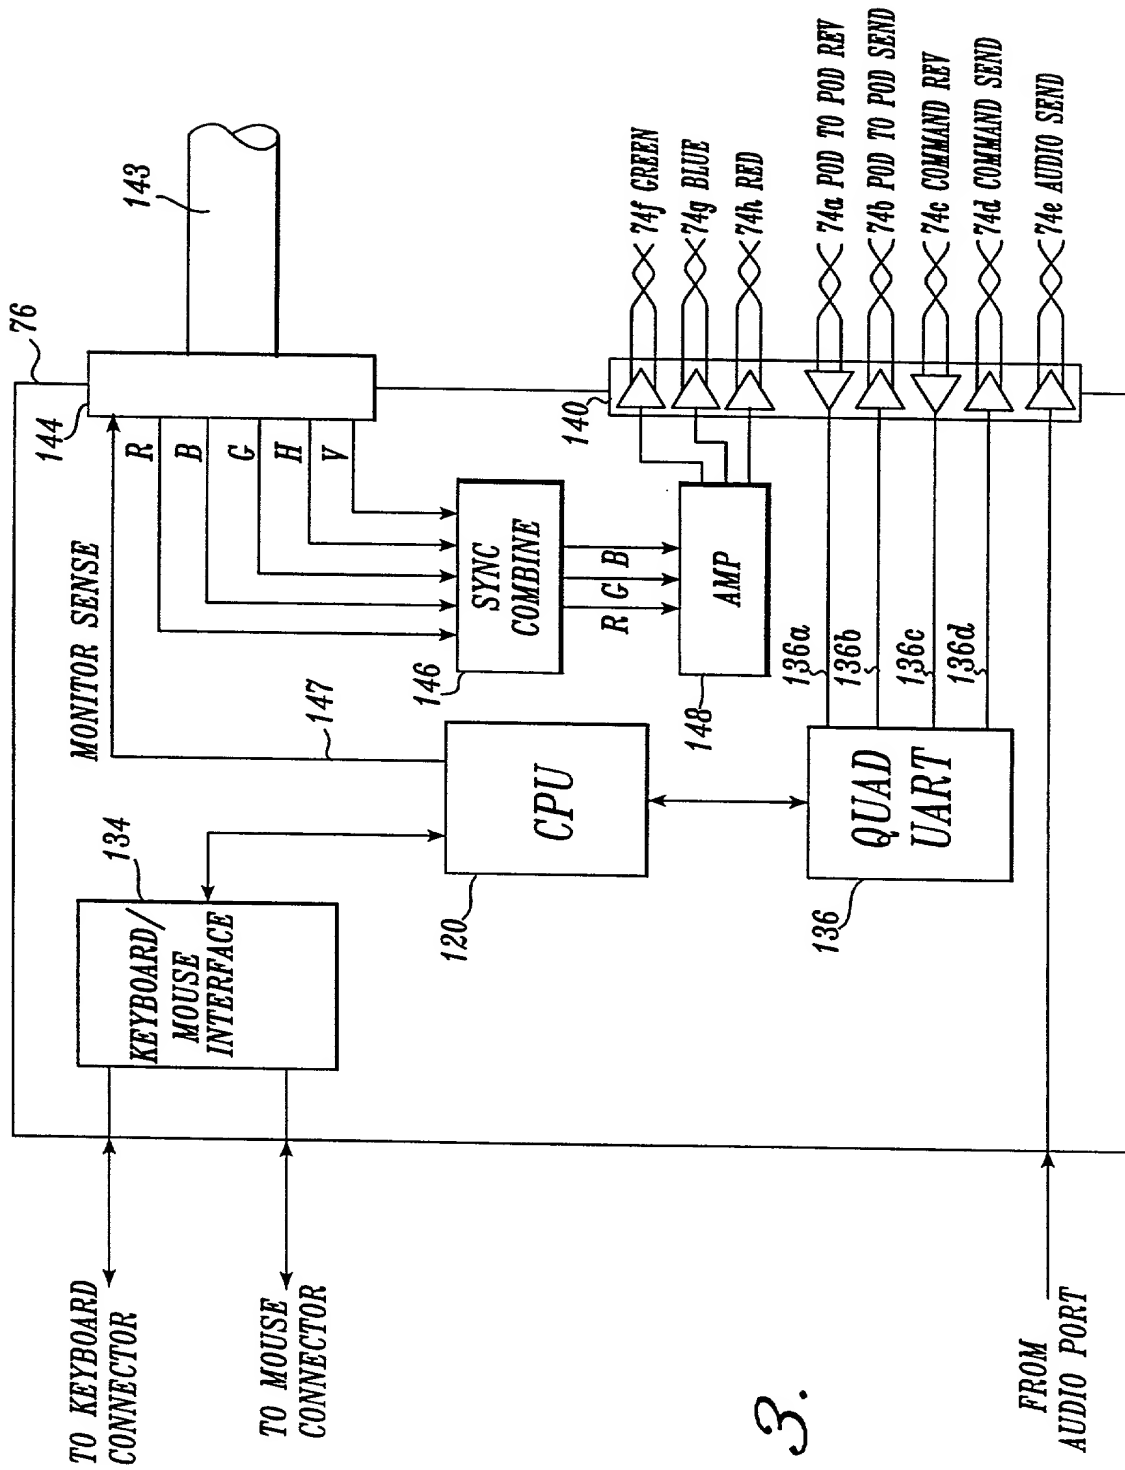 TO KEYBOARD
CONNECTOR
TO MOUSE
CONNECTOR
FROM
AUDIO PORT
134
KEYBOARD/
MOUSE
INTERFACE
MONITOR SENSE
147
120
CPU
136
QUAD
UART
136a
136b
136c
136d
76
144
143
R
B
G
H
V
146
SYNC
COMBINE
R
G
B
148
AMP
140
74f GREEN
74g BLUE
74h RED
74a POD TO POD REV
74b POD TO POD SEND
74c COMMAND REV
74d COMMAND SEND
74e AUDIO SEND
3.